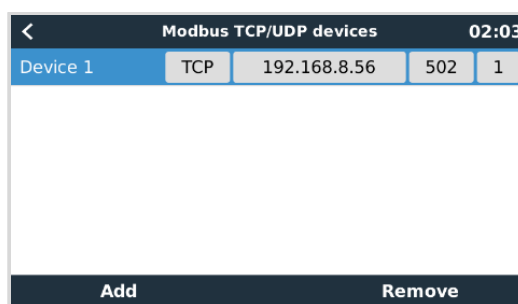 Modbus TCP/UDP devices 02:03
Device 1 TCP 192.168.8.56 502 1
Add Remove